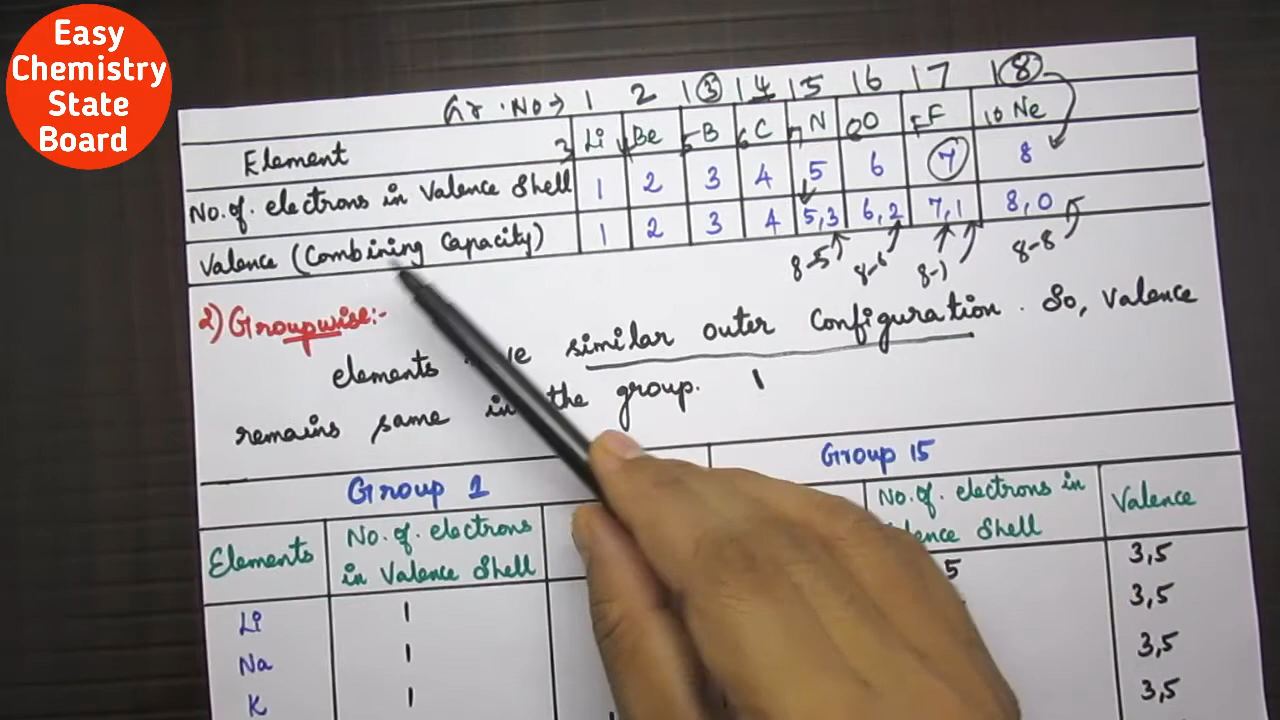 Easy
Chemistry
State
Board
Gr. No → 1 2 13 14 15 16 17 18
Element 3 Li 4 Be 5 B 6 C 7 N 8 O F 10 Ne
No. of. electrons in Valence Shell 1 2 3 4 5 6 7 8
Valence (Combining Capacity) 1 2 3 4 5,3 6,2 7,1 8,0
8-5 8-6 8-1 8-8
2) Groupwise:-
elements similar outer configuration. So, valence
remains same in the group. 1
Group 1 Group 15
Elements No. of. electrons in Valence Shell No. of. electrons in Shell Valence
Li 1 5 3,5
Na 1 3,5
K 1 3,5
3,5